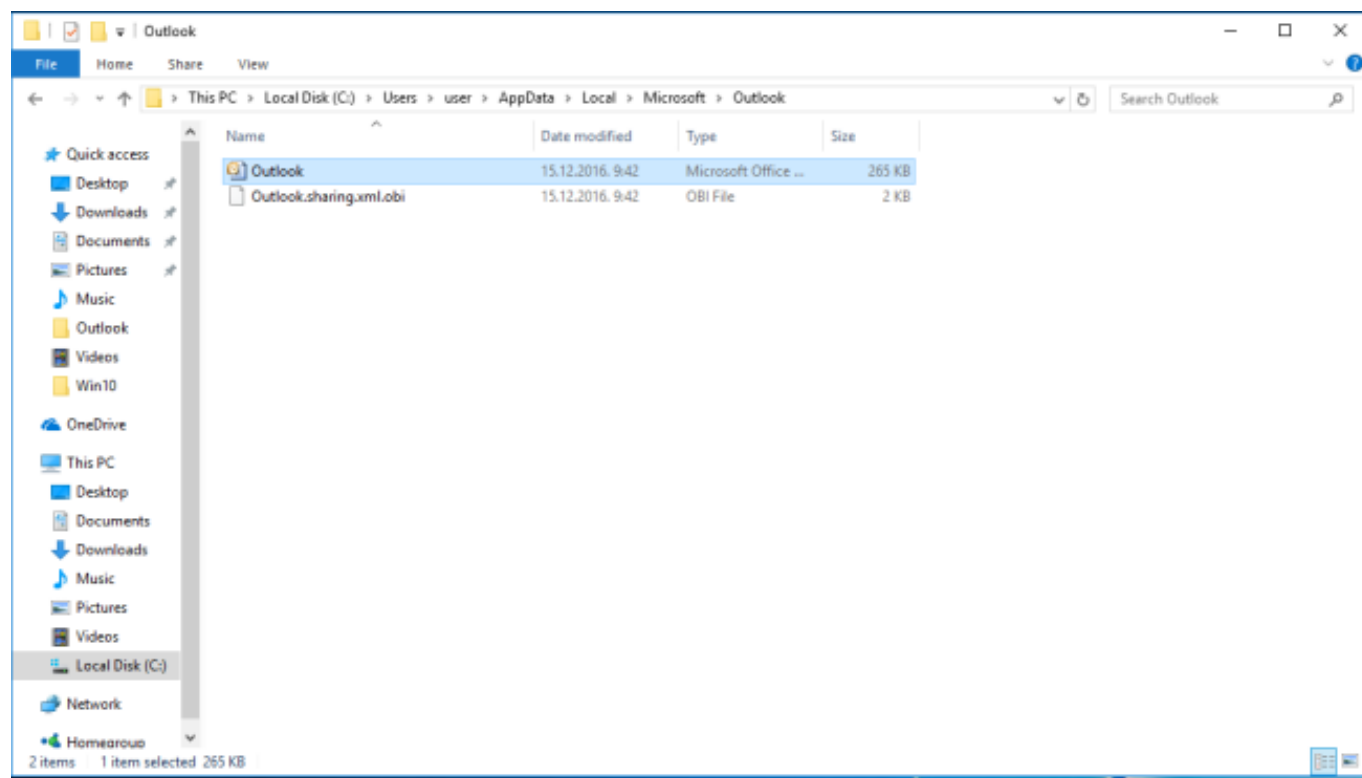 Outlook
File Home Share View
This PC > Local Disk (C:) > Users > user > AppData > Local > Microsoft > Outlook
Search Outlook
Name Date modified Type Size
Outlook 15.12.2016. 9:42 Microsoft Office ... 265 KB
Outlook.sharing.xml.obi 15.12.2016. 9:42 OBI File 2 KB
Quick access
Desktop
Downloads
Documents
Pictures
Music
Outlook
Videos
Win10
OneDrive
This PC
Desktop
Documents
Downloads
Music
Pictures
Videos
Local Disk (C:)
Network
Homegroup
2 items 1 item selected 265 KB